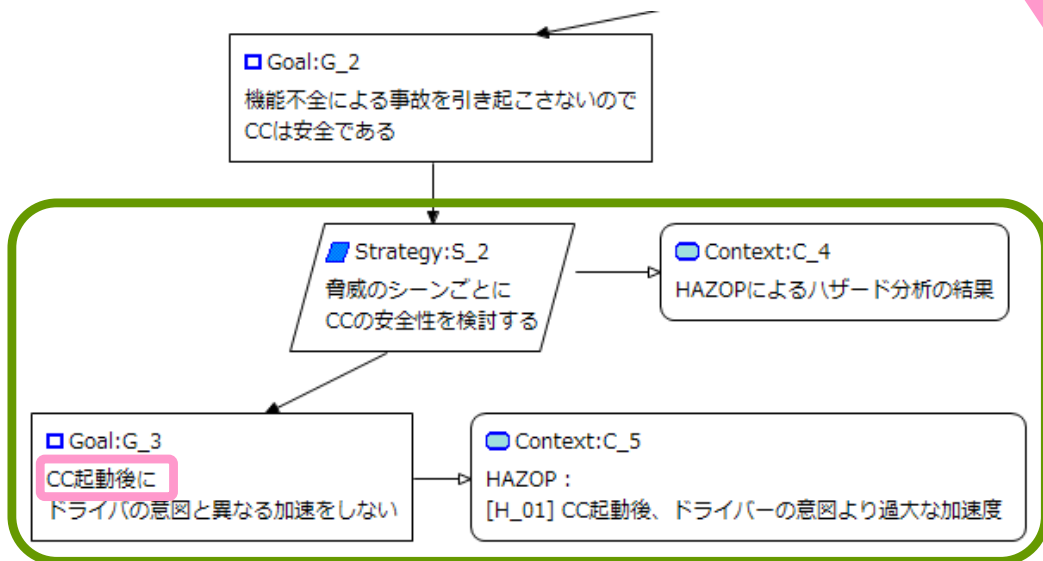 Goal:G_2
機能不全による事故を引き起こさないので
CCは安全である
Strategy:S_2
脅威のシーンごとに
CCの安全性を検討する
Context:C_4
HAZOPによるハザード分析の結果
Goal:G_3
CC起動後に
ドライバの意図と異なる加速をしない
Context:C_5
HAZOP：
[H_01] CC起動後、ドライバーの意図より過大な加速度